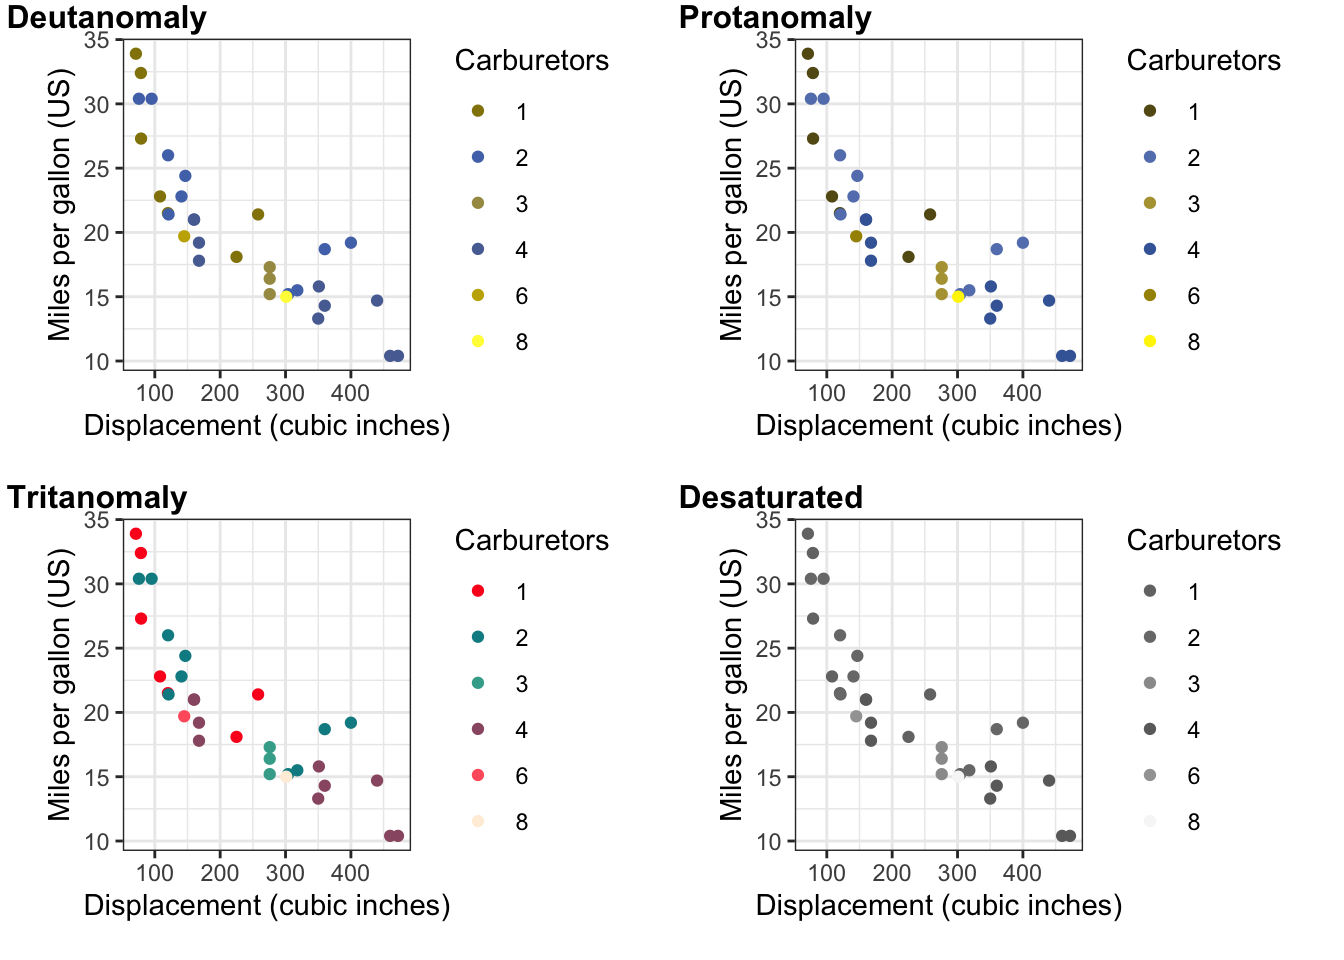 Deutanomaly
35
30
25
20
15
10
Miles per gallon (US)
100 200 300 400
Displacement (cubic inches)
Carburetors
1
2
3
4
6
8
Protanomaly
35
30
25
20
15
10
Miles per gallon (US)
100 200 300 400
Displacement (cubic inches)
Carburetors
1
2
3
4
6
8
Tritanomaly
35
30
25
20
15
10
Miles per gallon (US)
100 200 300 400
Displacement (cubic inches)
Carburetors
1
2
3
4
6
8
Desaturated
35
30
25
20
15
10
Miles per gallon (US)
100 200 300 400
Displacement (cubic inches)
Carburetors
1
2
3
4
6
8